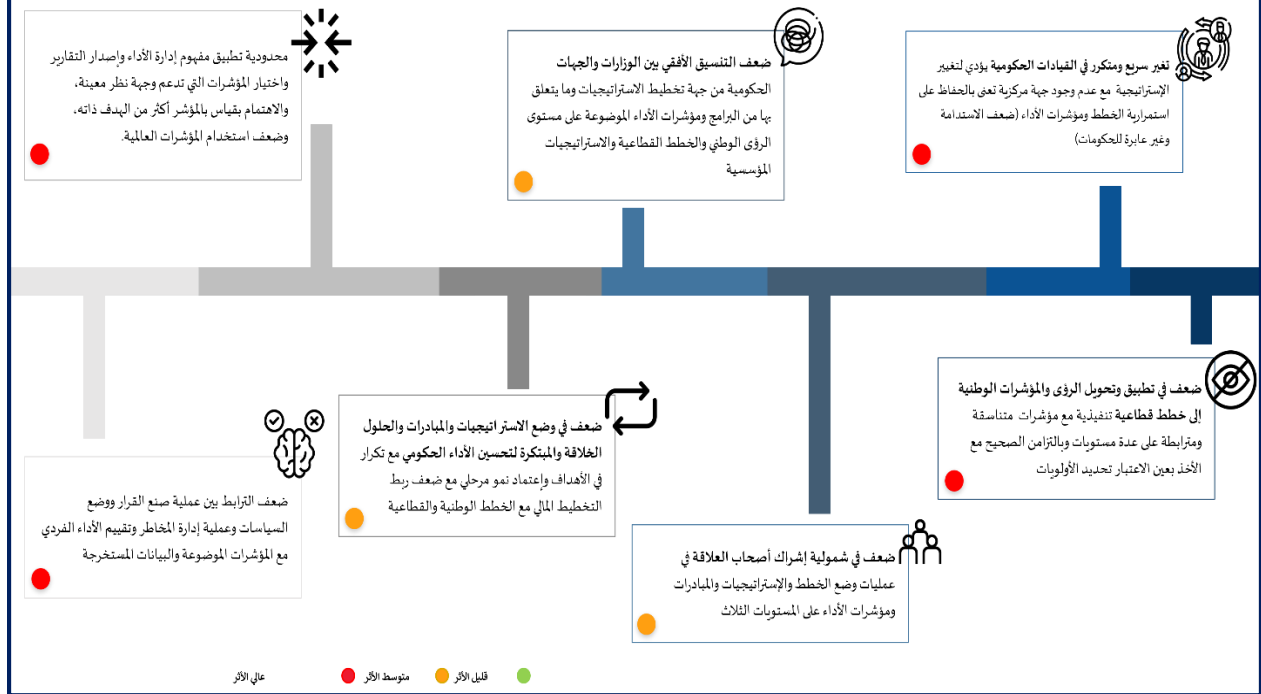 تغير سريع ومتكرر في القيادات الحكومية يؤدي لتغيير
الإستراتيجية مع عدم وجود جهة مركزية تعنى بالحفاظ على
استمرارية الخطط ومؤشرات الأداء (ضعف الاستدامة
وغير عابرة للحكومات)
ضعف التنسيق الأفقي بين الوزارات والجهات
الحكومية من جهة تخطيط الاستراتيجيات وما يتعلق
بها من البرامج ومؤشرات الأداء الموضوعة على مستوى
الرؤى الوطني والخطط القطاعية والاستراتيجيات
المؤسسية
محدودية تطبيق مفهوم إدارة الأداء وإصدار التقارير
واختيار المؤشرات التي تدعم وجهة نظر معينة،
والاهتمام بقياس بالمؤشر أكثر من الهدف ذاته،
وضعف استخدام المؤشرات العالمية.
ضعف في تطبيق وتحويل الرؤى والمؤشرات الوطنية
إلى خطط قطاعية تنفيذية مع مؤشرات متناسقة
ومترابطة على عدة مستويات وبالتزامن الصحيح مع
الأخذ بعين الاعتبار تحديد الأولويات
ضعف في شمولية إشراك أصحاب العلاقة في
عمليات وضع الخطط والإستراتيجيات والمبادرات
ومؤشرات الأداء على المستويات الثلاث
ضعف في وضع الاستراتيجيات والمبادرات والحلول
الخلاقة والمبتكرة لتحسين الأداء الحكومي مع تكرار
في الأهداف وإعتماد نمو مرحلي مع ضعف ربط
التخطيط المالي مع الخطط الوطنية والقطاعية
ضعف الترابط بين عملية صنع القرار ووضع
السياسات وعملية إدارة المخاطر وتقييم الأداء الفردي
مع المؤشرات الموضوعة والبيانات المستخرجة
قليل الأثر
متوسط الأثر
عالي الأثر